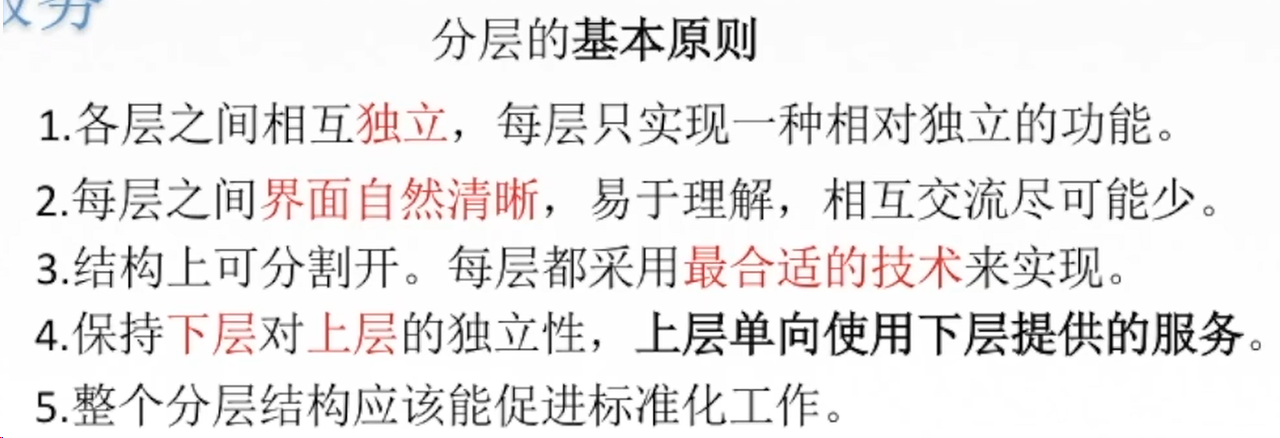 分层的基本原则
1.各层之间相互独立，每层只实现一种相对独立的功能。
2.每层之间界面自然清晰，易于理解，相互交流尽可能少。
3.结构上可分割开。每层都采用最合适的技术来实现。
4.保持下层对上层的独立性，上层单向使用下层提供的服务。
5.整个分层结构应该能促进标准化工作。